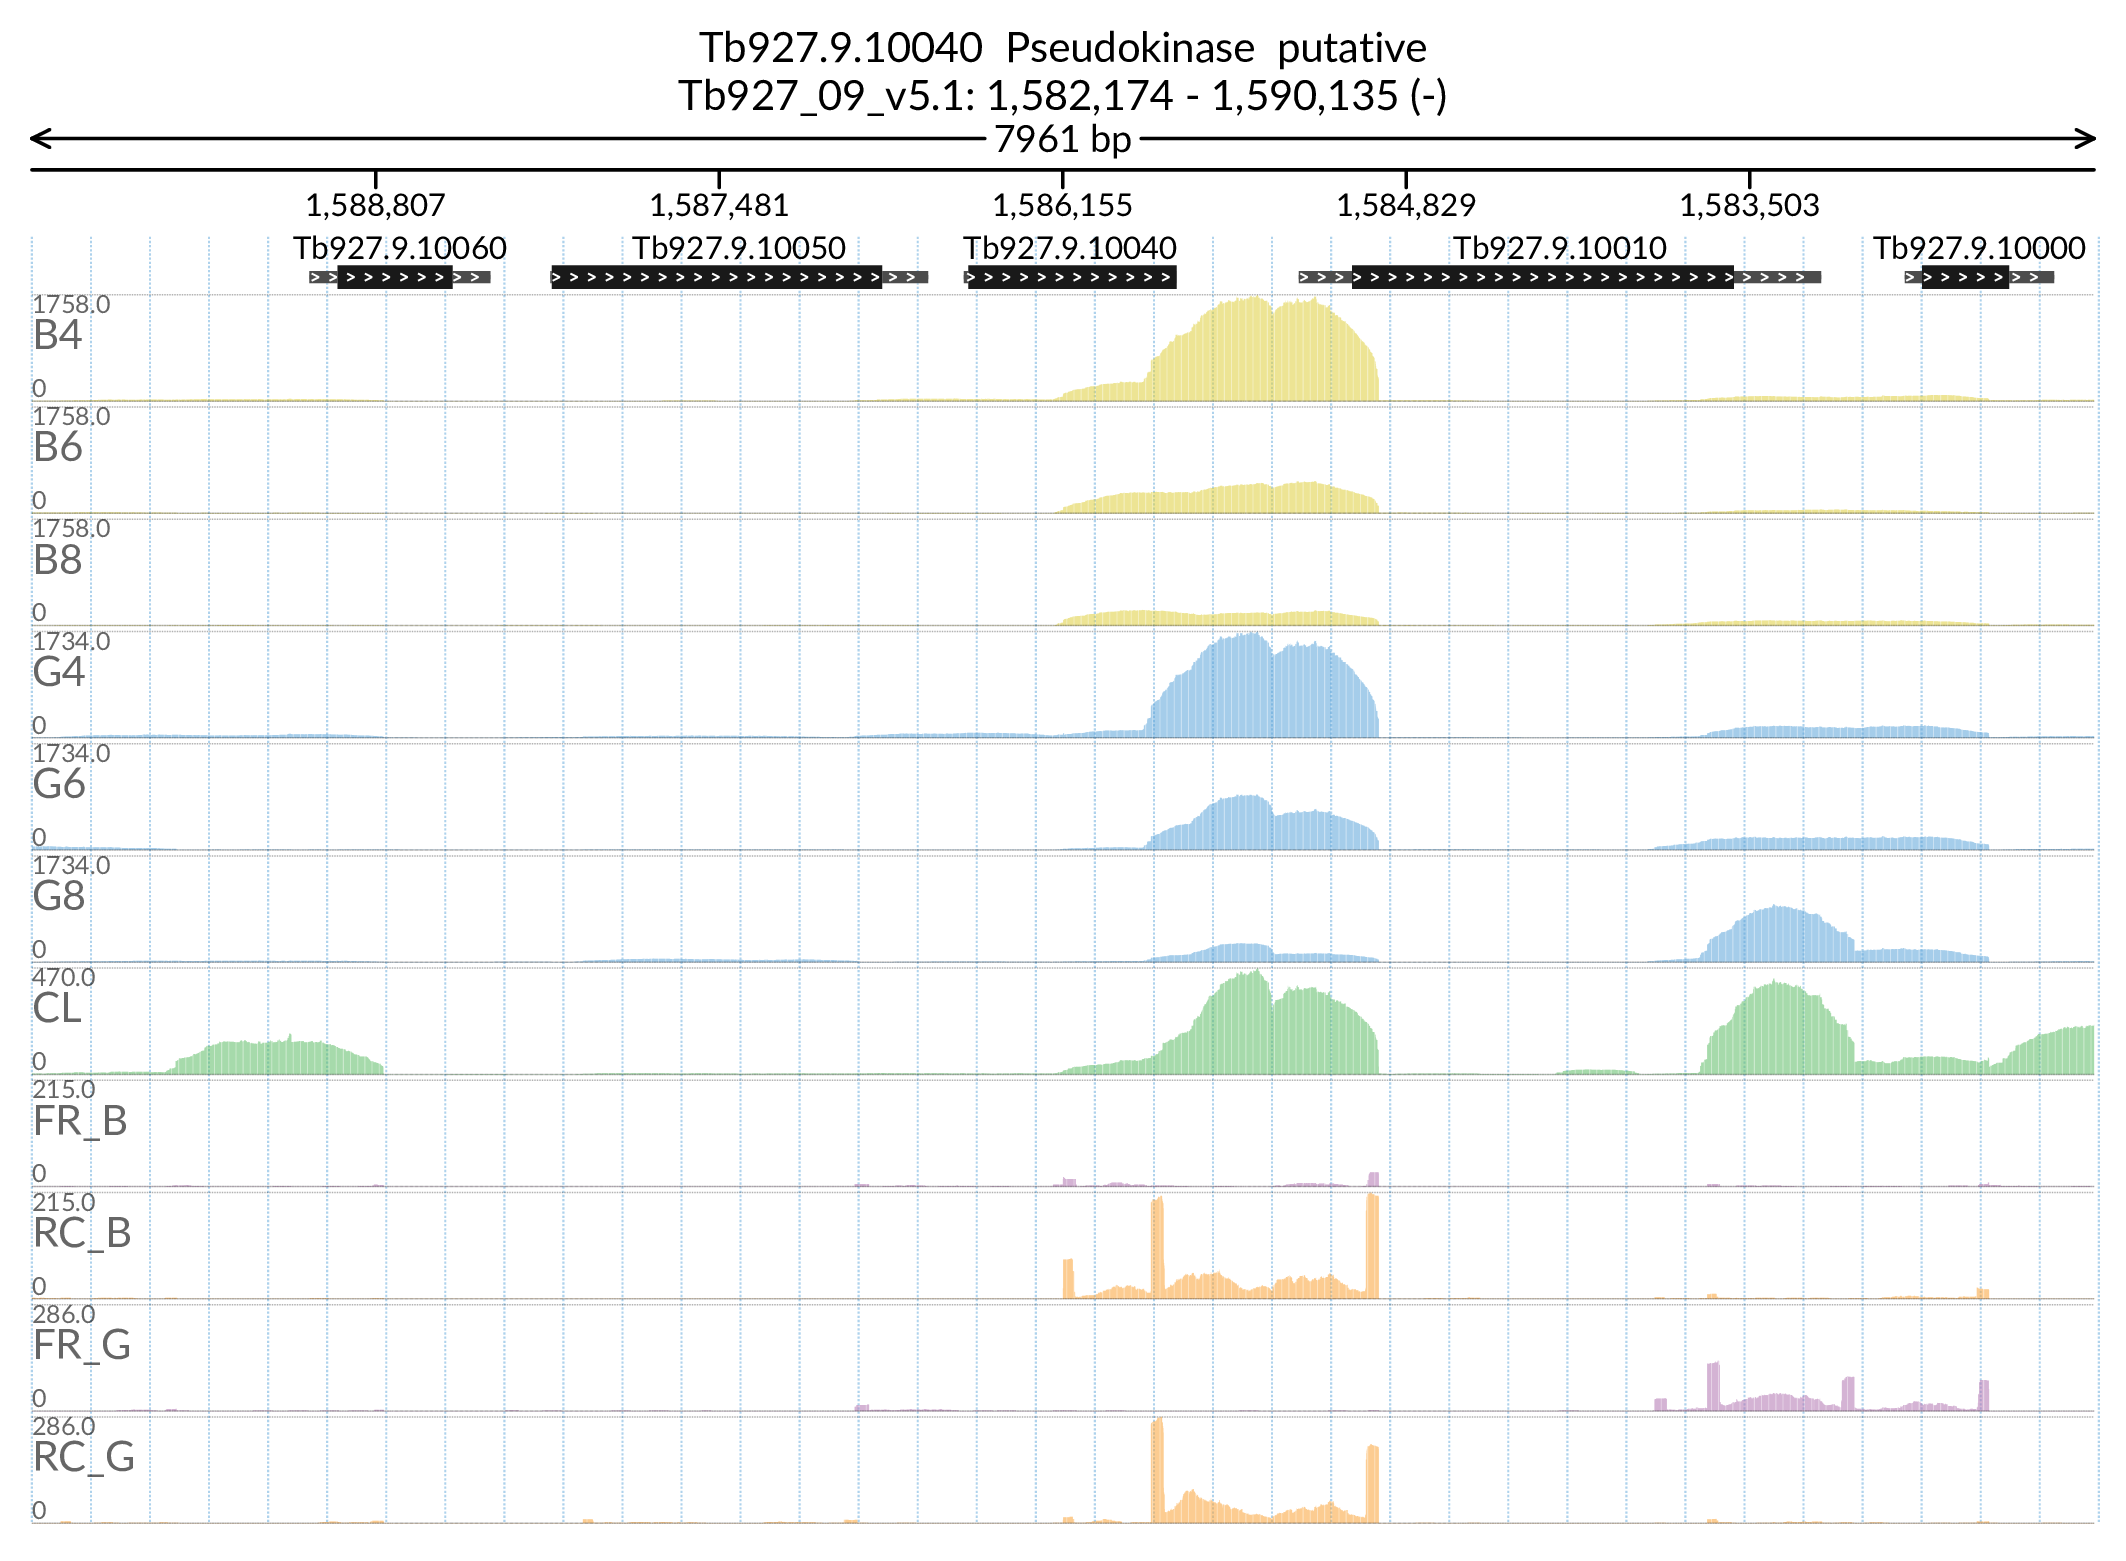 Tb927.9.10040 Pseudokinase putative
Tb927_09_v5.1: 1,582,174 - 1,590,135 (-)
7961 bp
1,588,807 1,587,481 1,586,155 1,584,829 1,583,503
Tb927.9.10060 Tb927.9.10050 Tb927.9.10040 Tb927.9.10010 Tb927.9.10000
1758.0
B4
0
1758.0
B6
0
1758.0
B8
0
1734.0
G4
0
1734.0
G6
0
1734.0
G8
0
470.0
CL
0
215.0
FR_B
0
215.0
RC_B
0
286.0
FR_G
0
286.0
RC_G
0